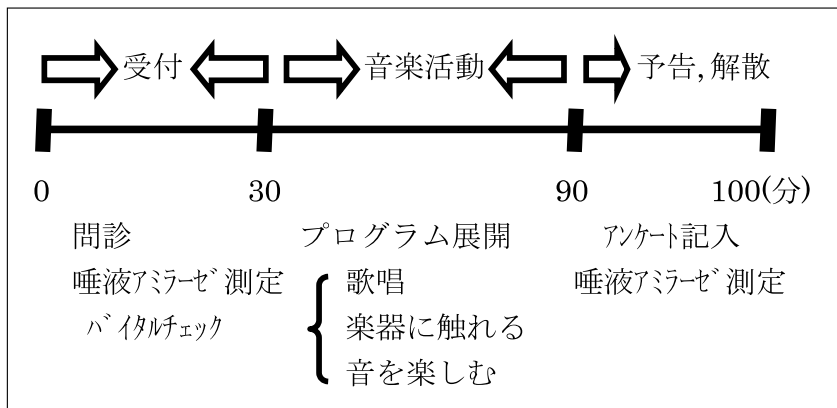 受付 音楽活動 予告,解散
0 30 90 100(分)
問診 プログラム展開 アンケート記入
唾液アミラーゼ測定 歌唱 唾液アミラーゼ測定
バイタルチェック 楽器に触れる
音を楽しむ